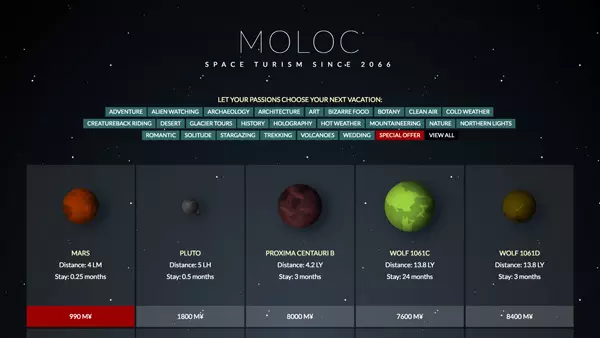 MOLOC
SPACE TURISM SINCE 2066
LET YOUR PASSIONS CHOOSE YOUR NEXT VACATION:
ADVENTURE ALIEN WATCHING ARCHAEOLOGY ARCHITECTURE ART BIZARRE FOOD BOTANY CLEAN AIR COLD WEATHER
CREATUREBACK RIDING DESERT GLACIER TOURS HISTORY HOLOGRAPHY HOT WEATHER MOUNTAINEERING NATURE NORTHERN LIGHTS
ROMANTIC SOLITUDE STARGAZING TREKKING VOLCANOES WEDDING SPECIAL OFFER VIEW ALL
MARS PLUTO PROXIMA CENTAURI B WOLF 1061C WOLF 1061D
Distance: 4 LM Distance: 5 LH Distance: 4.2 LY Distance: 13.8 LY Distance: 13.8 LY
Stay: 0.25 months Stay: 0.5 months Stay: 3 months Stay: 24 months Stay: 3 months
990 M¥ 1800 M¥ 8000 M¥ 7600 M¥ 8400 M¥